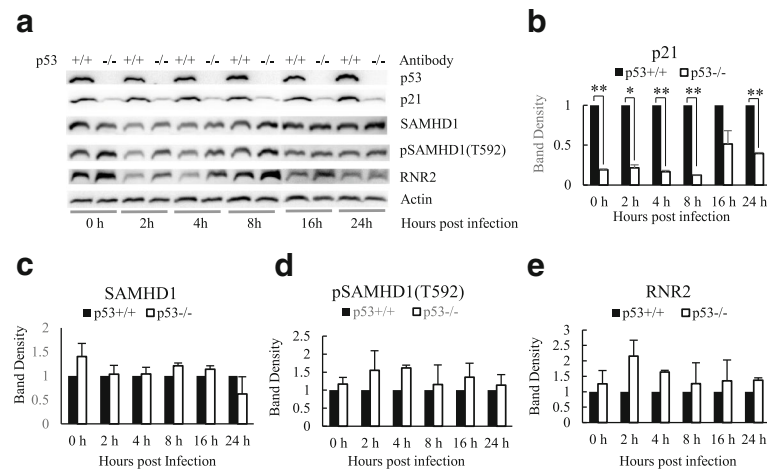 a
p53 +/+ -/- +/+ -/- +/+ -/- +/+ -/- +/+ -/- +/+ -/- Antibody
p53
p21
SAMHD1
pSAMHD1(T592)
RNR2
Actin
0 h 2h 4h 8h 16h 24h Hours post infection
b
p21
p53+/+ p53-/-
** * ** ** **
Band Density
1
0.5
0
0 h 2 h 4 h 8 h 16 h 24 h
Hours post infection
c
SAMHD1
p53+/+ p53-/-
Band Density
2
1.5
1
0.5
0
0 h 2 h 4 h 8 h 16 h 24 h
Hours post Infection
d
pSAMHD1(T592)
p53+/+ p53-/-
Band Density
2.5
2
1.5
1
0.5
0
0 h 2 h 4 h 8 h 16 h 24 h
Hours post infection
e
RNR2
p53+/+ p53-/-
Band Density
3
2.5
2
1.5
1
0.5
0
0 h 2 h 4 h 8 h 16 h 24 h
Hours post infection